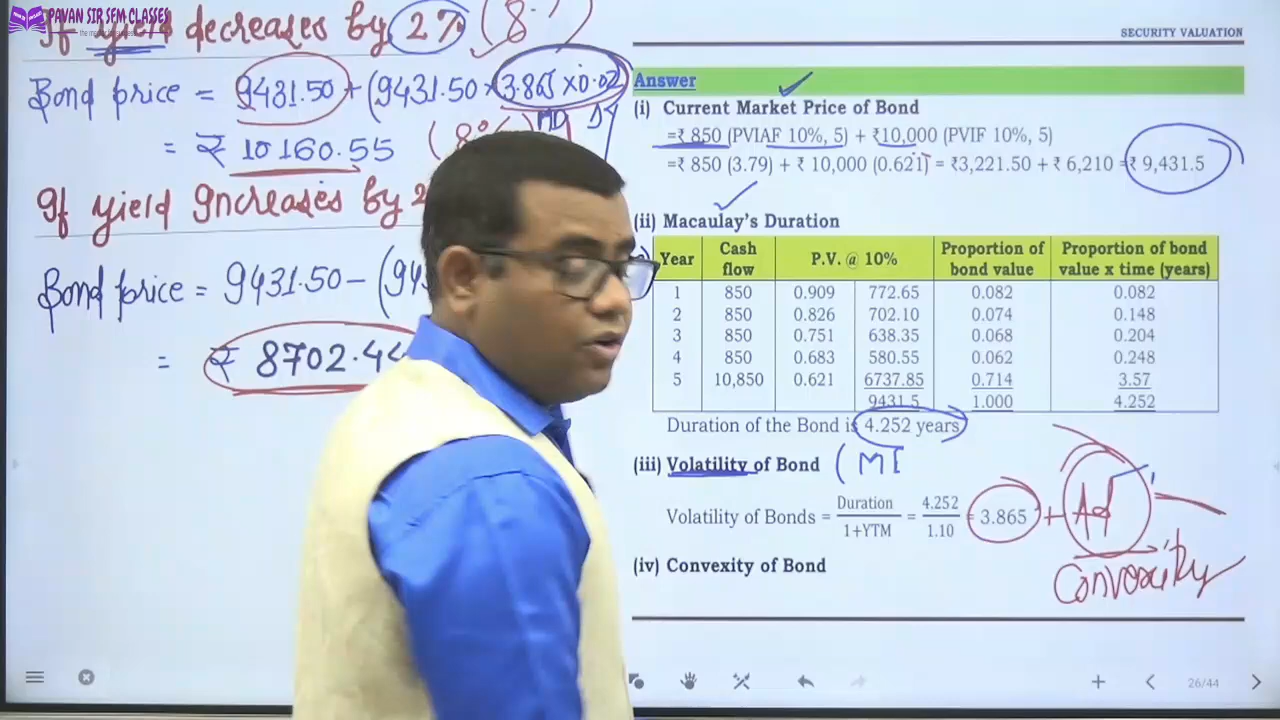 PAVAN SIR SEM CLASSES
If yield decreases by 2% (8%)
Bond price = 9431.50 + (9431.50 × 3.865 × 0.02
MD
= ₹ 10160.55 (8%)
If yield Increases by 2
Bond price = 9431.50 – (94
= ₹ 8702.44
SECURITY VALUATION
Answer
(i) Current Market Price of Bond
=₹ 850 (PVIAF 10%, 5) + ₹10,000 (PVIF 10%, 5)
=₹ 850 (3.79) + ₹ 10,000 (0.621) = ₹3,221.50 + ₹ 6,210 =₹ 9,431.5
(ii) Macaulay's Duration
Year Cash flow P.V. @ 10% Proportion of bond value Proportion of bond value x time (years)
1 850 0.909 772.65 0.082 0.082
2 850 0.826 702.10 0.074 0.148
3 850 0.751 638.35 0.068 0.204
4 850 0.683 580.55 0.062 0.248
5 10,850 0.621 6737.85 0.714 3.57
9431.5 1.000 4.252
Duration of the Bond is 4.252 years
(iii) Volatility of Bond (M
Volatility of Bonds = Duration / 1+YTM = 4.252 / 1.10 = 3.865 + Ad
(iv) Convexity of Bond
Convexity
26/44